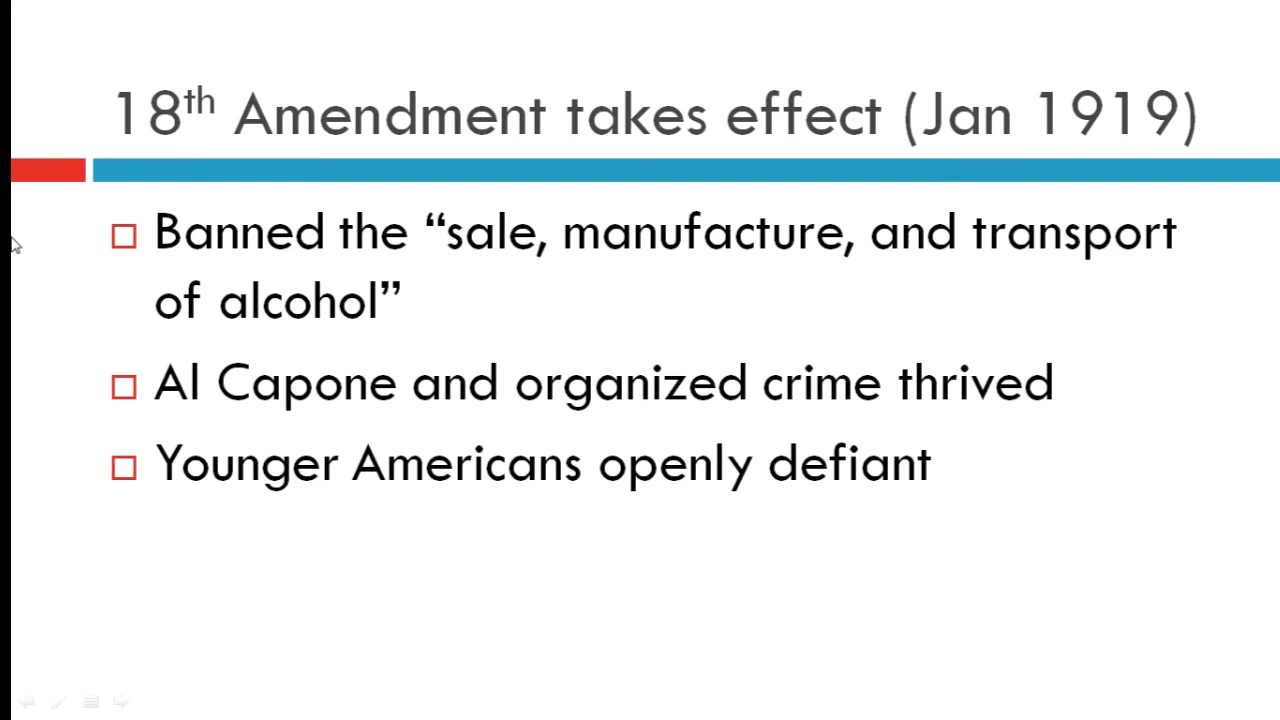 18th Amendment takes effect (Jan 1919)
Banned the “sale, manufacture, and transport
of alcohol”
Al Capone and organized crime thrived
Younger Americans openly defiant